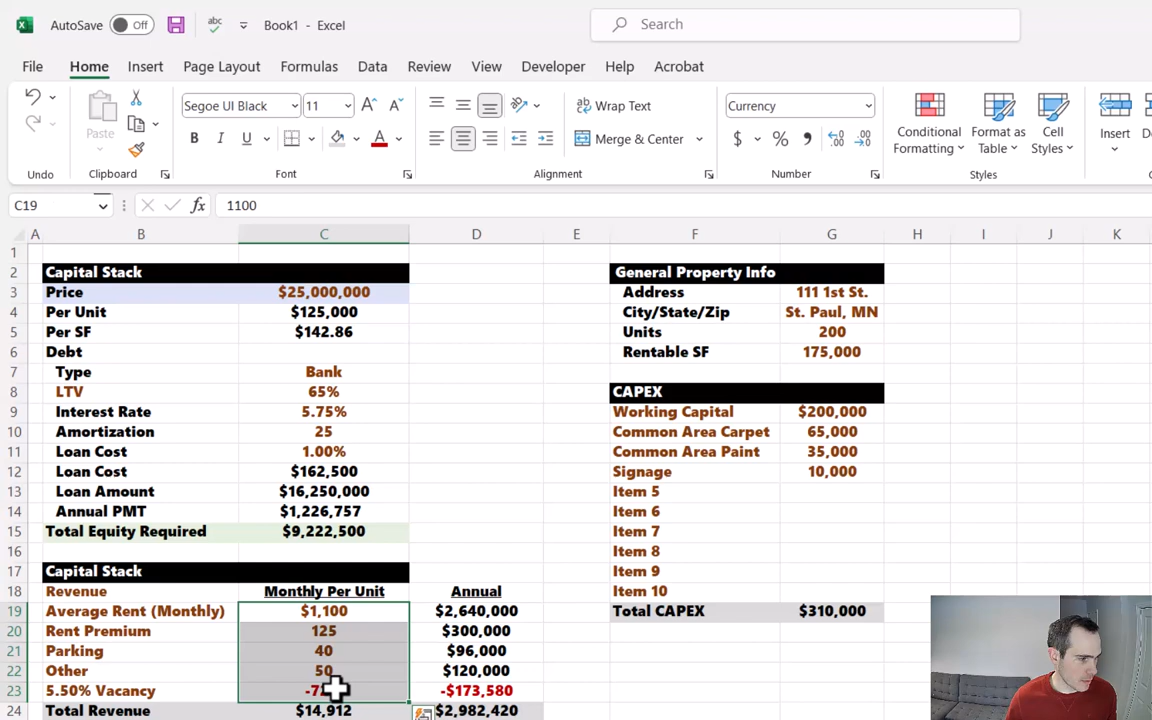 AutoSave Off abc Book1 - Excel Search
File Home Insert Page Layout Formulas Data Review View Developer Help Acrobat
Segoe UI Black 11 A A ab Wrap Text Currency
Paste B I U A Merge & Center $ % Conditional Formatting Format as Table Cell Styles Insert
Undo Clipboard Font Alignment Number Styles
C19 fx 1100
A B C D E F G H I J K
1
2 Capital Stack General Property Info
3 Price $25,000,000 Address 111 1st St.
4 Per Unit $125,000 City/State/Zip St. Paul, MN
5 Per SF $142.86 Units 200
6 Debt Rentable SF 175,000
7 Type Bank
8 LTV 65% CAPEX
9 Interest Rate 5.75% Working Capital $200,000
10 Amortization 25 Common Area Carpet 65,000
11 Loan Cost 1.00% Common Area Paint 35,000
12 Loan Cost $162,500 Signage 10,000
13 Loan Amount $16,250,000 Item 5
14 Annual PMT $1,226,757 Item 6
15 Total Equity Required $9,222,500 Item 7
16 Item 8
17 Capital Stack Item 9
18 Revenue Monthly Per Unit Annual Item 10
19 Average Rent (Monthly) $1,100 $2,640,000 Total CAPEX $310,000
20 Rent Premium 125 $300,000
21 Parking 40 $96,000
22 Other 50 $120,000
23 5.50% Vacancy -$173,580
24 Total Revenue $14,912 $2,982,420